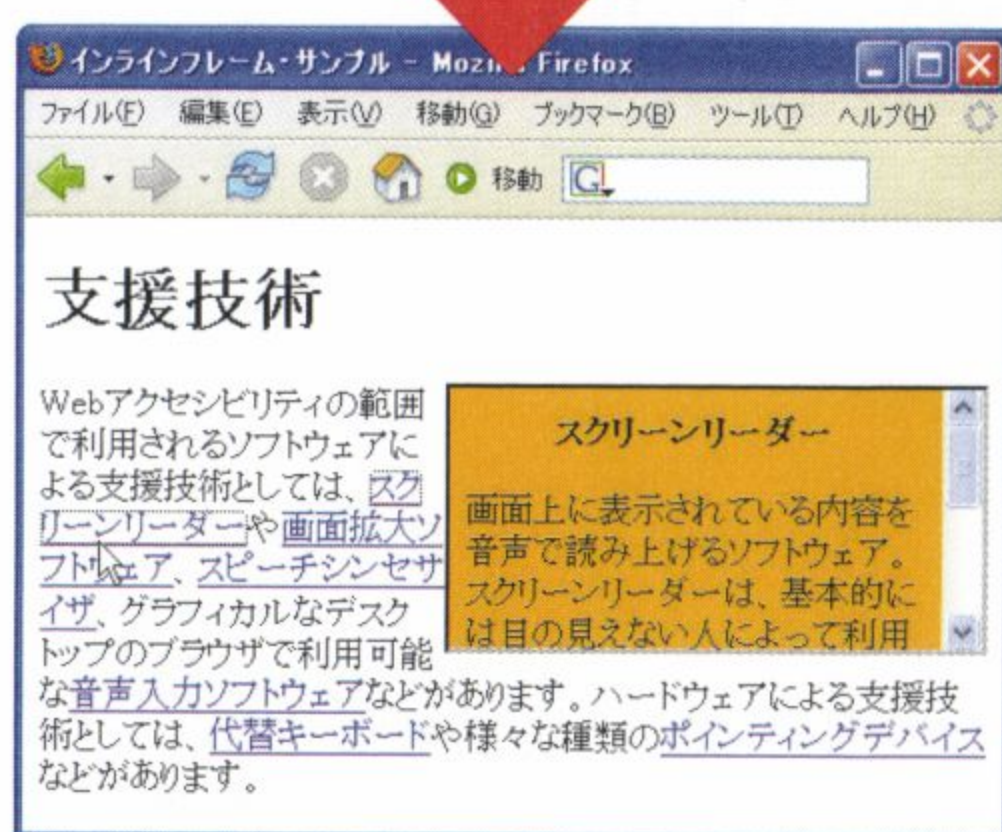 インラインフレーム・サンプル - Mozil Firefox
ファイル(F) 編集(E) 表示(V) 移動(G) ブックマーク(B) ツール(T) ヘルプ(H)
移動 G
支援技術
Webアクセシビリティの範囲
で利用されるソフトウェアに
よる支援技術としては、スク
リーンリーダーや画面拡大ソ
フトウェア、スピーチシンセサ
イザ、グラフィカルなデスク
トップのブラウザで利用可能
な音声入力ソフトウェアなどがあります。ハードウェアによる支援技
術としては、代替キーボードや様々な種類のポインティングデバイス
などがあります。
スクリーンリーダー
画面上に表示されている内容を
音声で読み上げるソフトウェア。
スクリーンリーダーは、基本的に
は目の見えない人によって利用